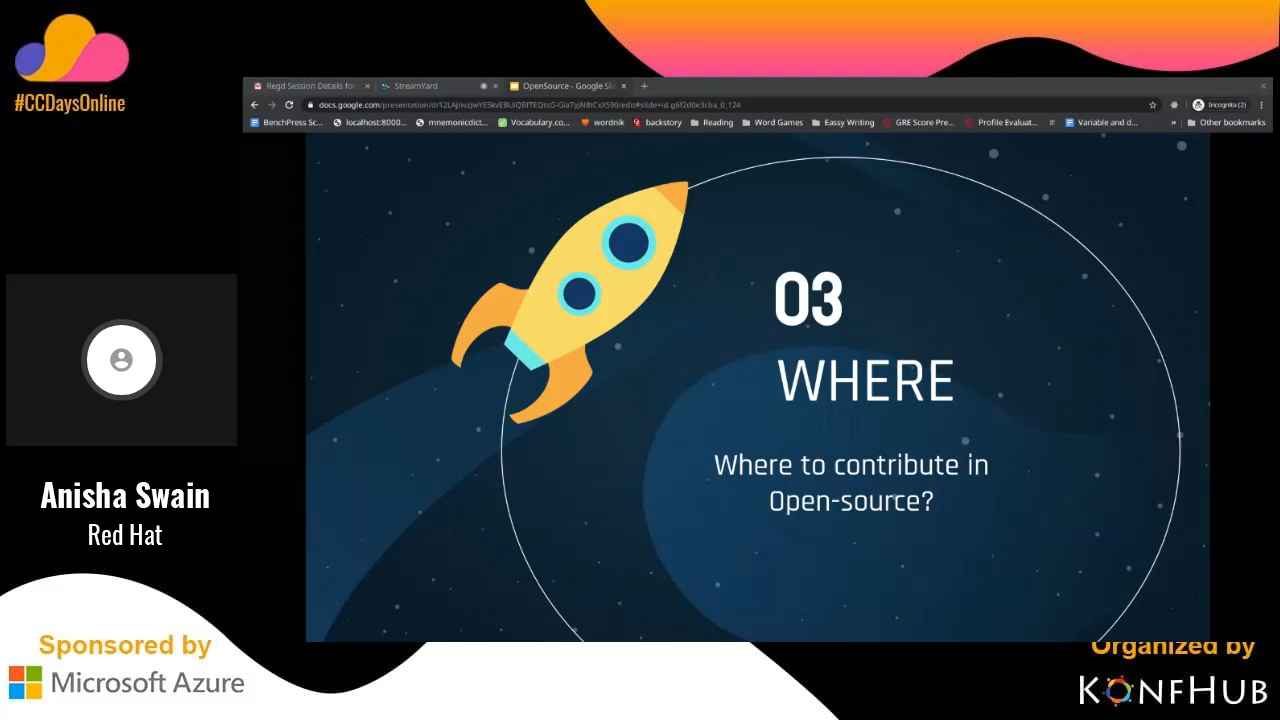 #CCDaysOnline
Regd Session Details for
StreamYard
OpenSource - Google Sli
Incognito (2)
BenchPress Sc...
localhost:8000...
mnemonicdict...
Vocabulary.co...
wordnik
backstory
Reading
Word Games
Eassy Writing
GRE Score Pre...
Profile Evaluat...
Variable and d...
»
Other bookmarks
03
WHERE
Where to contribute in
Open-source?
Anisha Swain
Red Hat
Sponsored by
Microsoft Azure
Organized by
KONFHUB